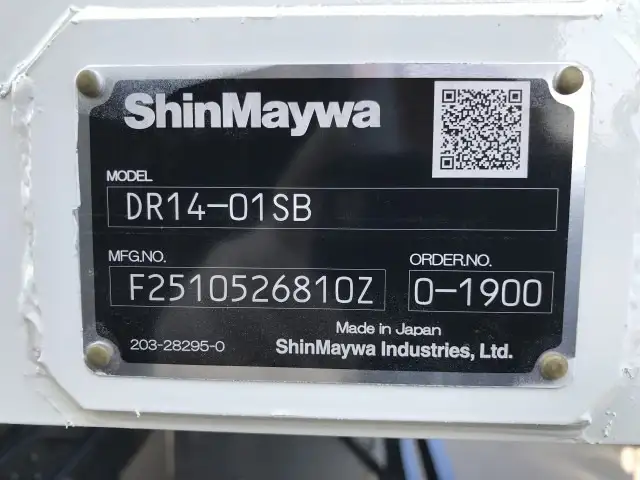 ShinMaywa
MODEL
DR14-01SB
MFG.NO. ORDER.NO.
F2510526810Z 0-1900
Made in Japan
203-28295-0 ShinMaywa Industries, Ltd.